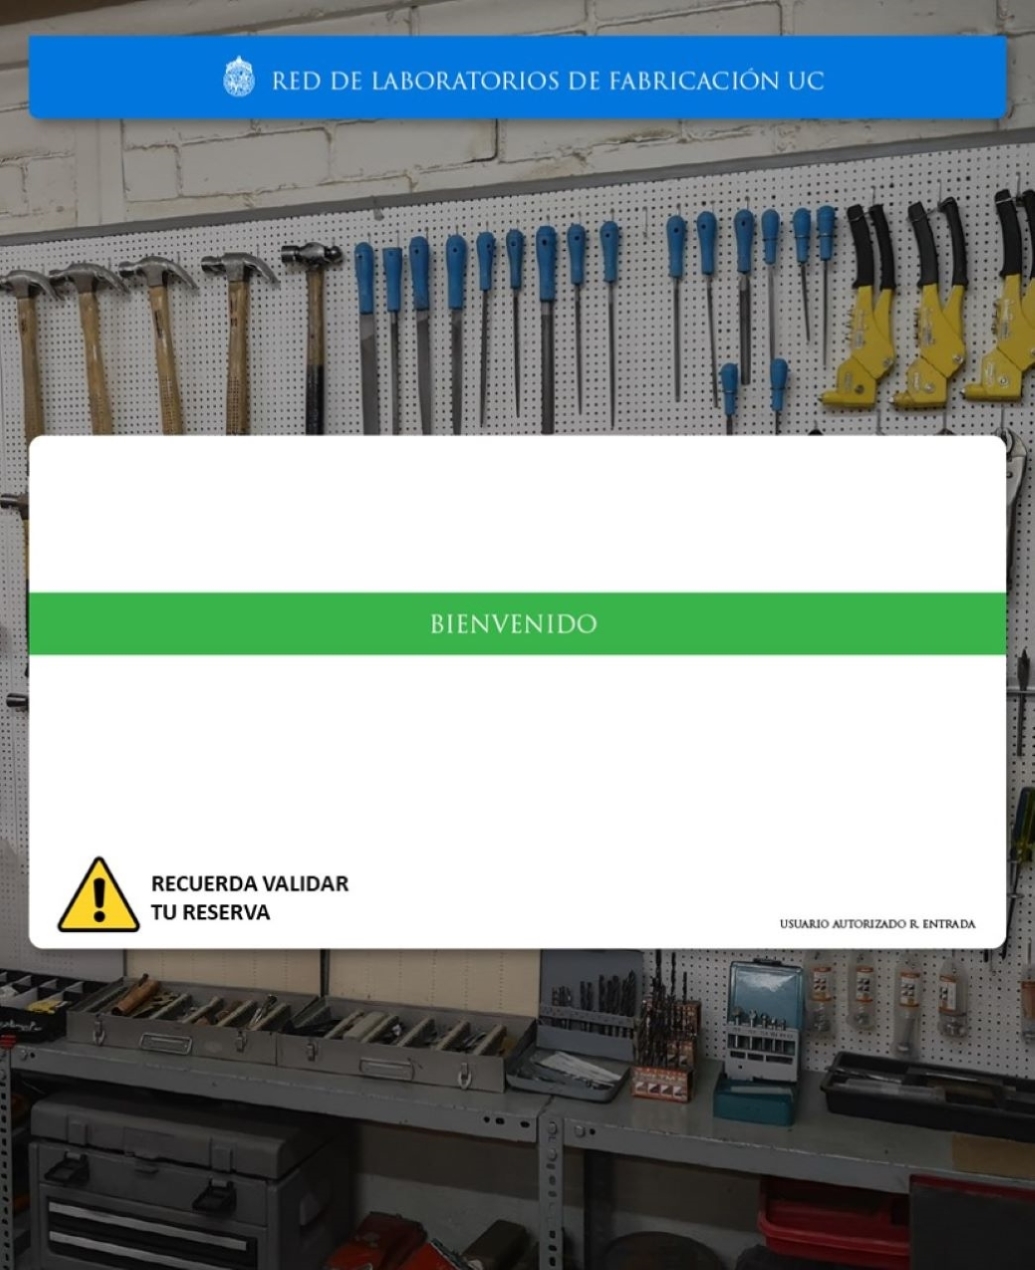 RED DE LABORATORIOS DE FABRICACIÓN UC
BIENVENIDO
RECUERDA VALIDAR
TU RESERVA
USUARIO AUTORIZADO R. ENTRADA